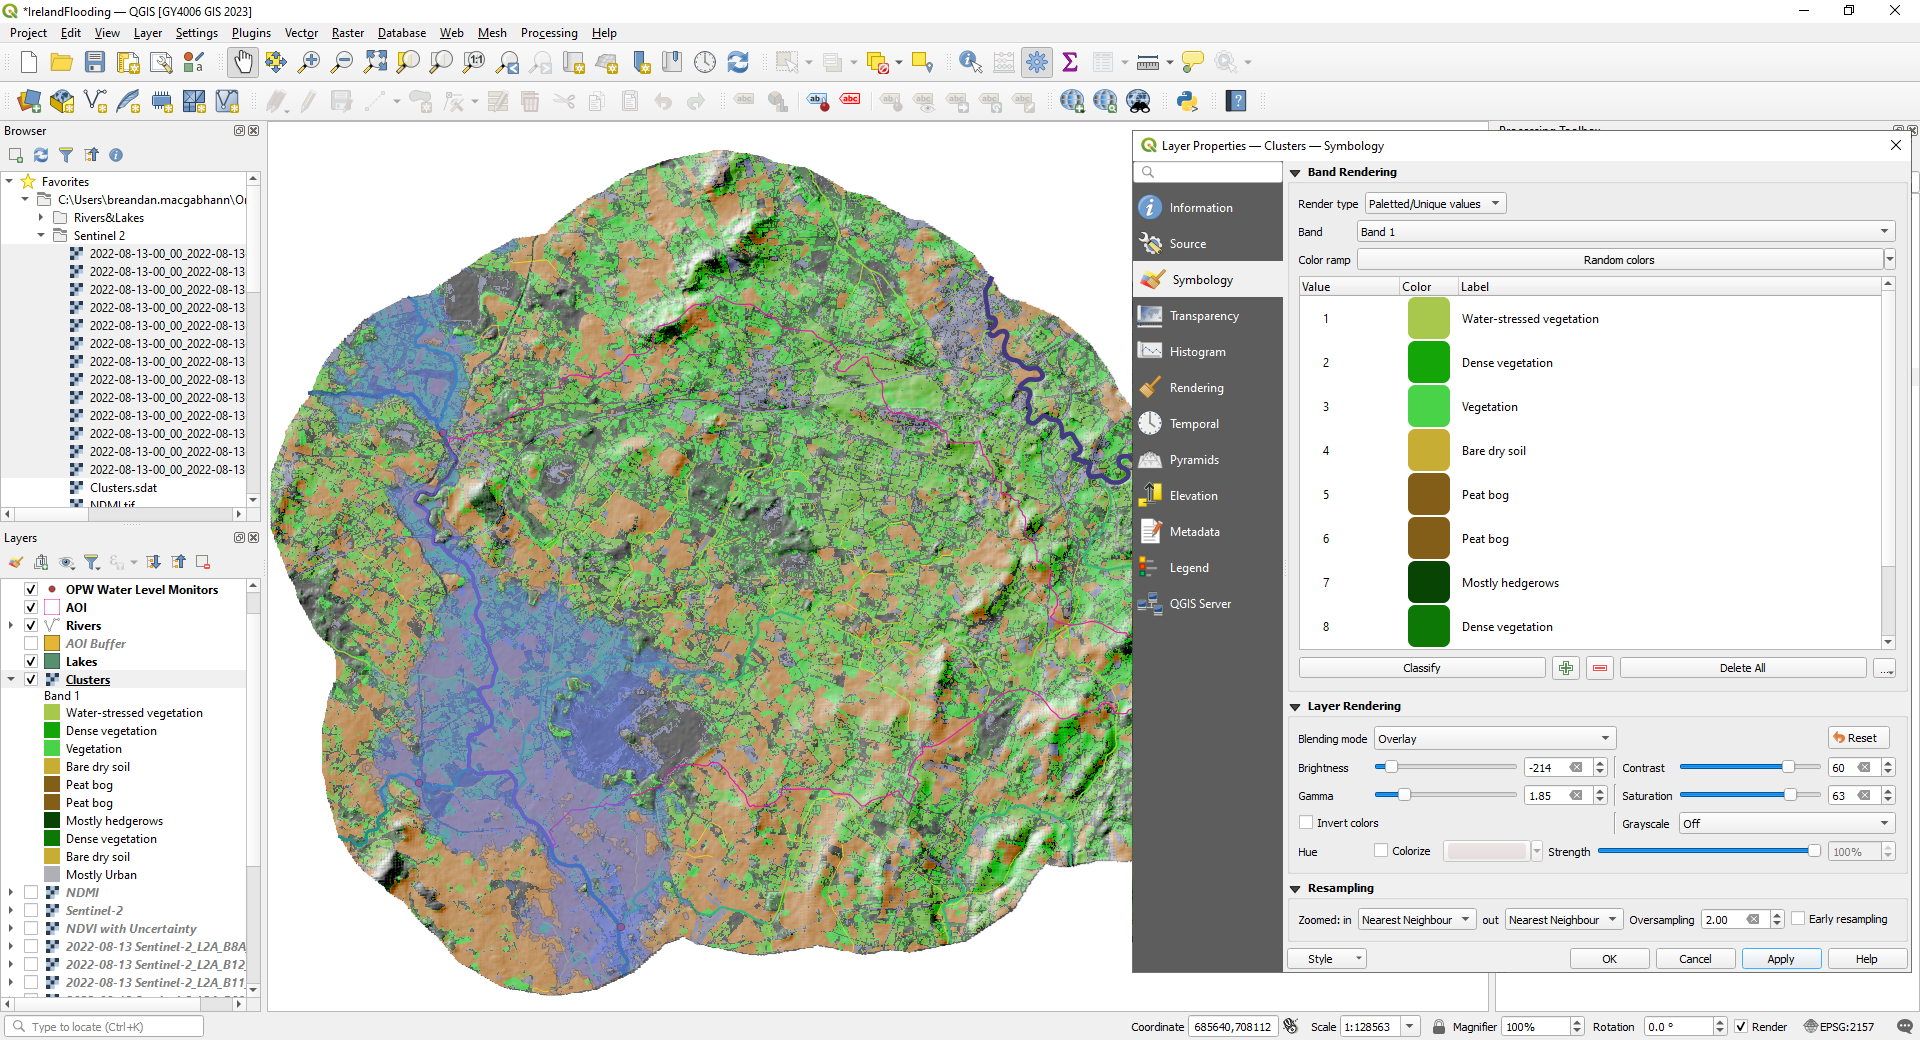 *IrelandFlooding — QGIS [GY4006 GIS 2023]
Project Edit View Layer Settings Plugins Vector Raster Database Web Mesh Processing Help
Browser
Favorites
C:\Users\breandan.macgabhann\Or
Rivers&Lakes
Sentinel 2
2022-08-13-00_00_2022-08-13
2022-08-13-00_00_2022-08-13
2022-08-13-00_00_2022-08-13
2022-08-13-00_00_2022-08-13
2022-08-13-00_00_2022-08-13
2022-08-13-00_00_2022-08-13
2022-08-13-00_00_2022-08-13
2022-08-13-00_00_2022-08-13
2022-08-13-00_00_2022-08-13
2022-08-13-00_00_2022-08-13
2022-08-13-00_00_2022-08-13
2022-08-13-00_00_2022-08-13
2022-08-13-00_00_2022-08-13
Clusters.sdat
NDMI.tif
Layers
OPW Water Level Monitors
AOI
Rivers
AOI Buffer
Lakes
Clusters
Band 1
Water-stressed vegetation
Dense vegetation
Vegetation
Bare dry soil
Peat bog
Peat bog
Mostly hedgerows
Dense vegetation
Bare dry soil
Mostly Urban
NDMI
Sentinel-2
NDVI with Uncertainty
2022-08-13 Sentinel-2_L2A_B8A
2022-08-13 Sentinel-2_L2A_B12
2022-08-13 Sentinel-2_L2A_B11
Processing Toolbox
Layer Properties — Clusters — Symbology
Information
Source
Symbology
Transparency
Histogram
Rendering
Temporal
Pyramids
Elevation
Metadata
Legend
QGIS Server
Band Rendering
Render type Paletted/Unique values
Band Band 1
Color ramp Random colors
Value Color Label
1 Water-stressed vegetation
2 Dense vegetation
3 Vegetation
4 Bare dry soil
5 Peat bog
6 Peat bog
7 Mostly hedgerows
8 Dense vegetation
Classify Delete All ...
Layer Rendering
Blending mode Overlay Reset
Brightness -214 Contrast 60
Gamma 1.85 Saturation 63
Invert colors Grayscale Off
Hue Colorize Strength 100%
Resampling
Zoomed: in Nearest Neighbour out Nearest Neighbour Oversampling 2.00 Early resampling
Style OK Cancel Apply Help
Type to locate (Ctrl+K) Coordinate 685640,708112 Scale 1:128563 Magnifier 100% Rotation 0.0 ° Render EPSG:2157